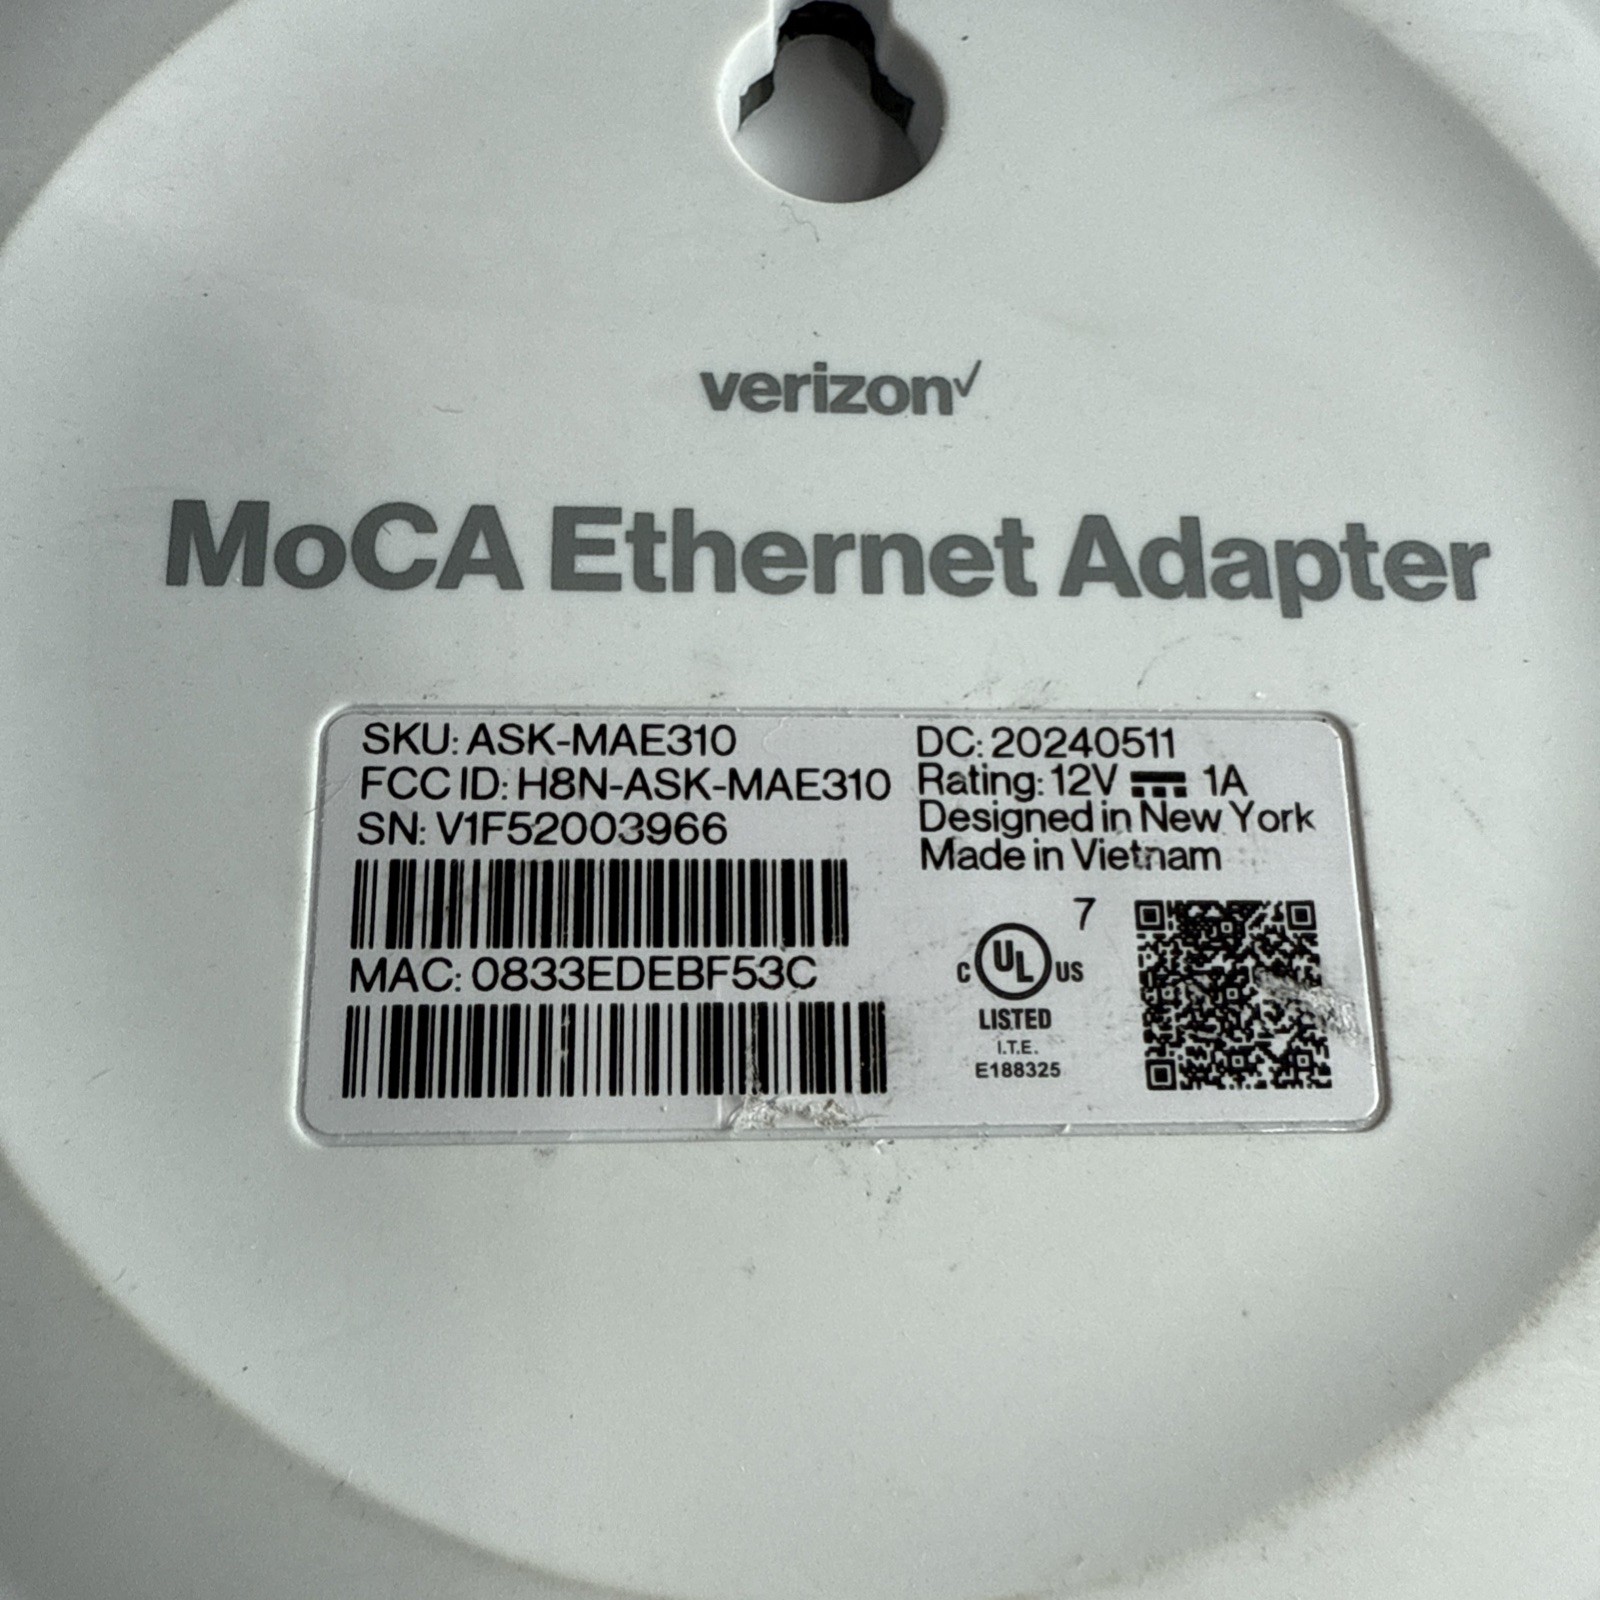 verizon✓
MoCA Ethernet Adapter
SKU: ASK-MAE310
FCC ID: H8N-ASK-MAE310
SN: V1F52003966
MAC: 0833EDEBF53C
DC: 20240511
Rating: 12V ⎓ 1A
Designed in New York
Made in Vietnam
7
C UL US
LISTED
I.T.E.
E188325